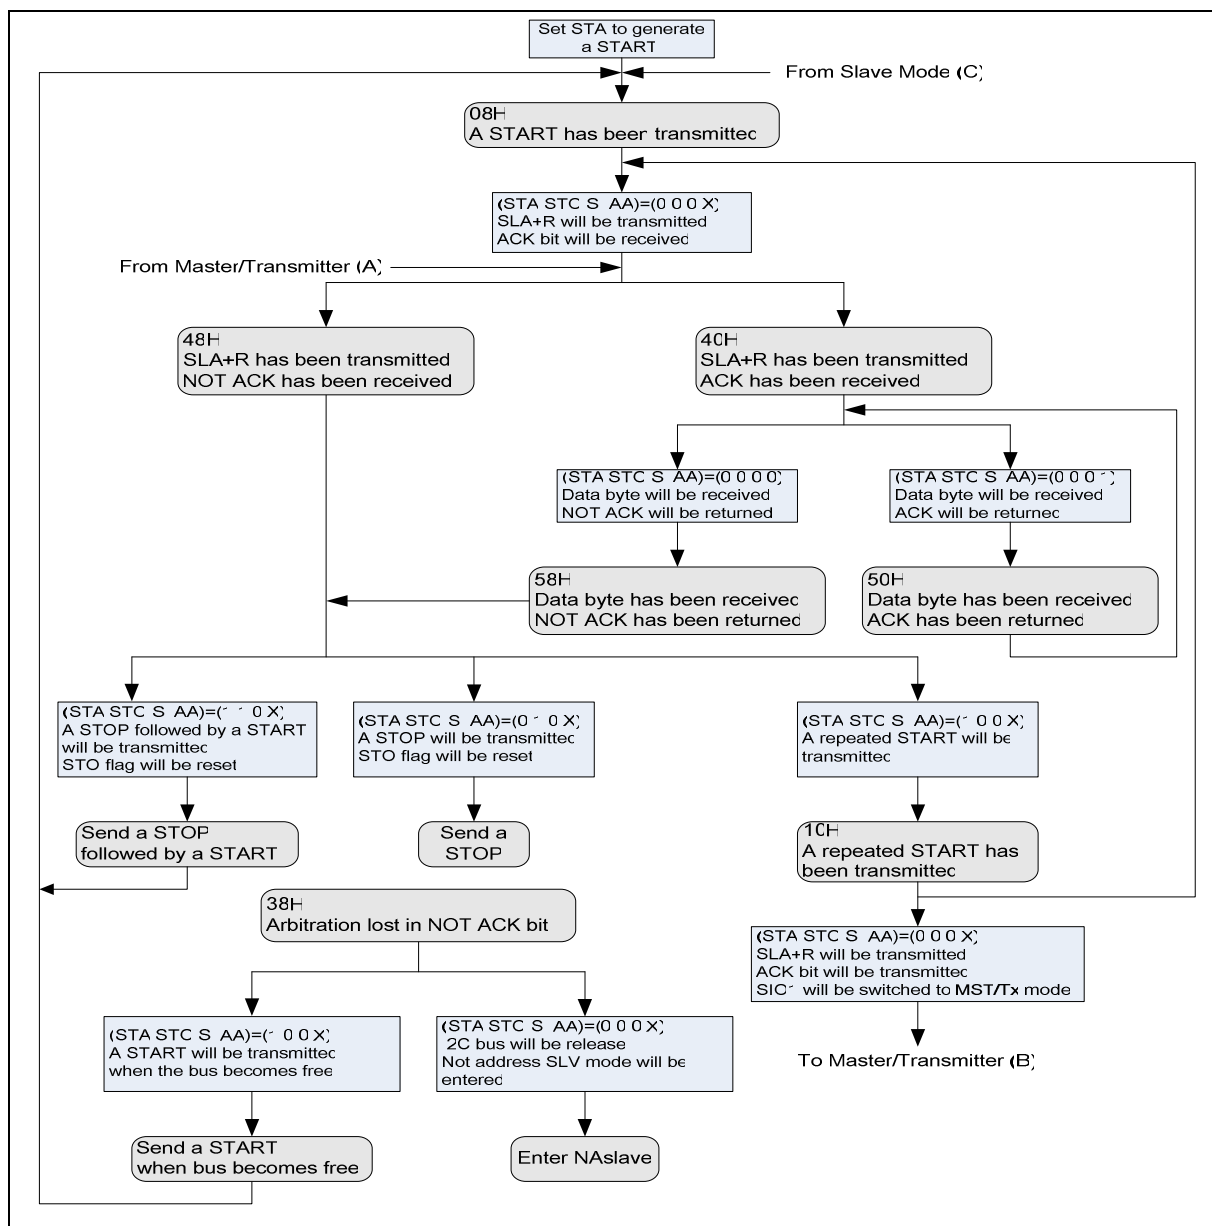 Set STA to generate
a START
From Slave Mode (C)
08H
A START has been transmitted
(STA STO S AA)=(0 0 0 X)
SLA+R will be transmitted
ACK bit will be received
From Master/Transmitter (A)
48H
SLA+R has been transmitted
NOT ACK has been received
40H
SLA+R has been transmitted
ACK has been received
(STA STO S AA)=(0 0 0 0)
Data byte will be received
NOT ACK will be returned
(STA STO S AA)=(0 0 0 1)
Data byte will be received
ACK will be returned
58H
Data byte has been received
NOT ACK has been returned
50H
Data byte has been received
ACK has been returned
(STA STO S AA)=(1 1 0 X)
A STOP followed by a START
will be transmitted
STO flag will be reset
(STA STO S AA)=(0 1 0 X)
A STOP will be transmitted
STO flag will be reset
(STA STO S AA)=(1 0 0 X)
A repeated START will be
transmitted
Send a STOP
followed by a START
Send a
STOP
10H
A repeated START has
been transmitted
38H
Arbitration lost in NOT ACK bit
(STA STO S AA)=(0 0 0 X)
SLA+R will be transmitted
ACK bit will be transmitted
SIO1 will be switched to MST/Tx mode
(STA STO S AA)=(1 0 0 X)
A START will be transmitted
when the bus becomes free
(STA STO S AA)=(0 0 0 X)
2C bus will be release
Not address SLV mode will be
entered
To Master/Transmitter (B)
Send a START
when bus becomes free
Enter NAslave